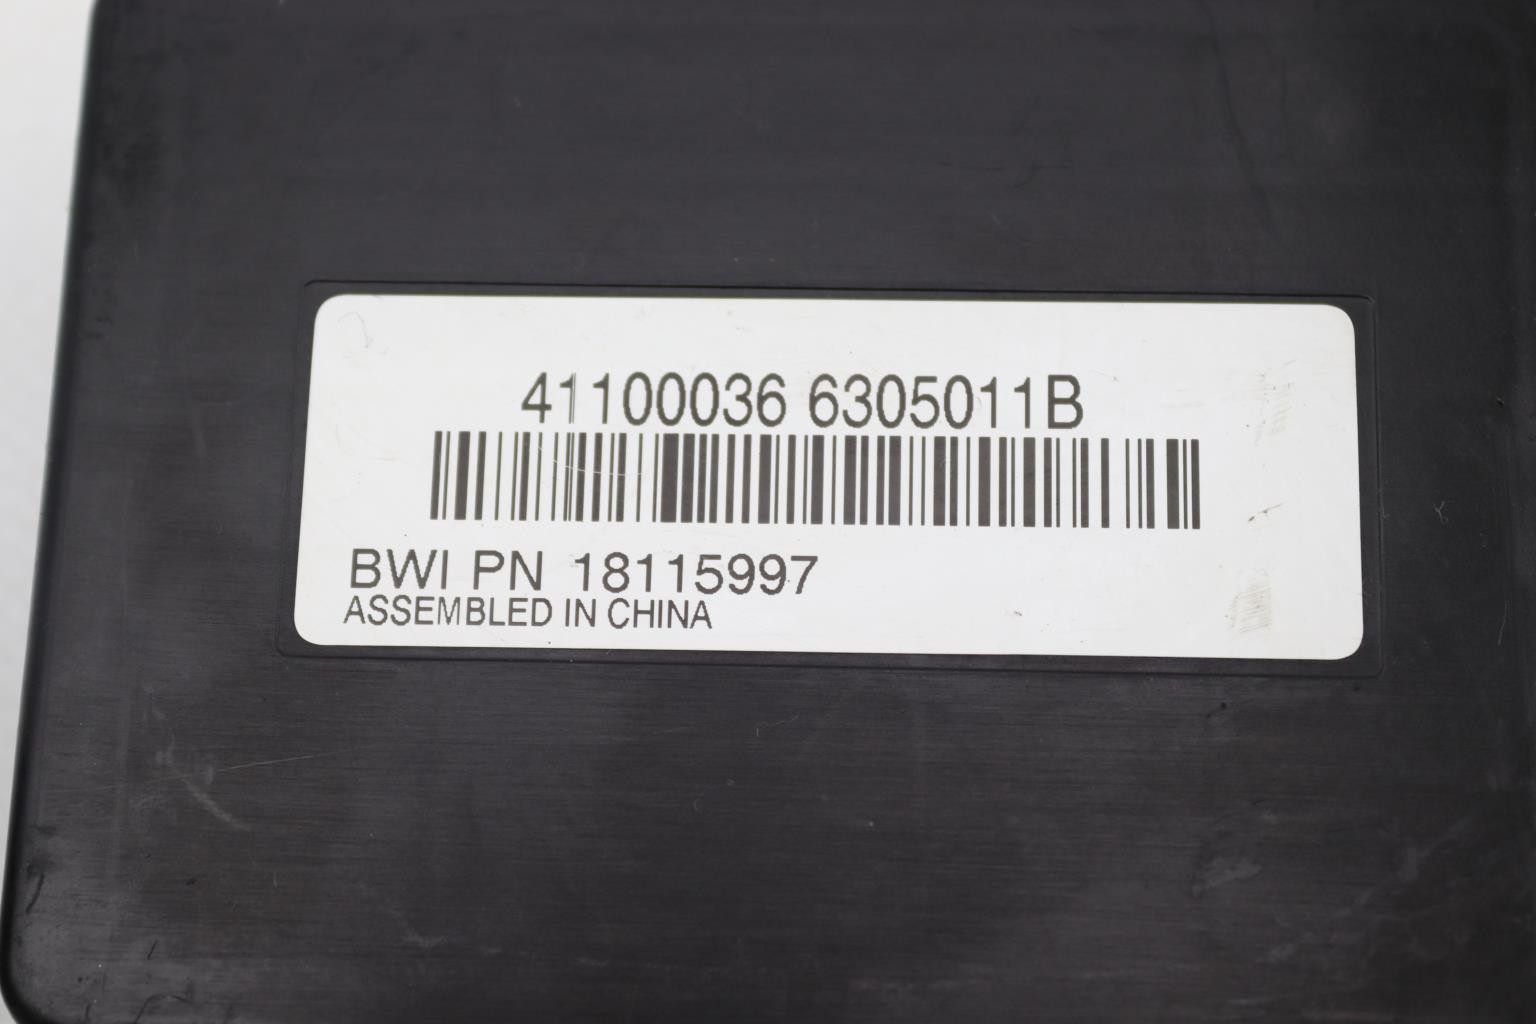 41100036 6305011B
BWI PN 18115997
ASSEMBLED IN CHINA